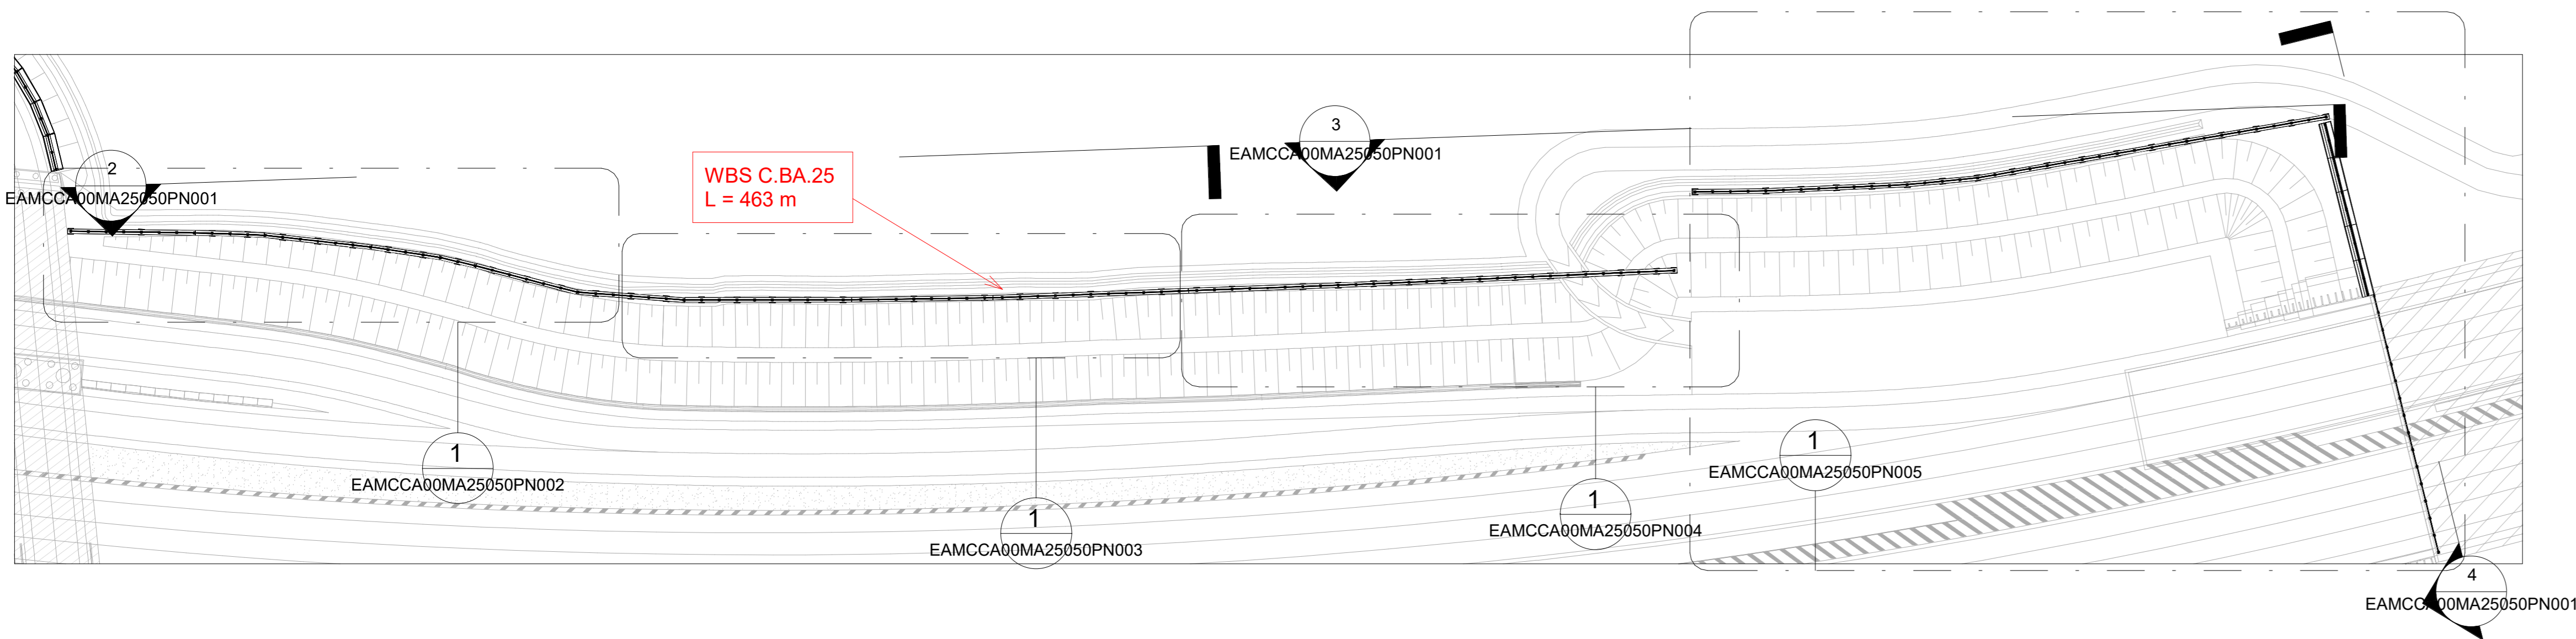 3
EAMCCA00MA25050PN001
2
EAMCCA00MA25050PN001
WBS C.BA.25
L = 463 m
1
EAMCCA00MA25050PN002
1
EAMCCA00MA25050PN003
1
EAMCCA00MA25050PN004
1
EAMCCA00MA25050PN005
4
EAMCCA00MA25050PN001